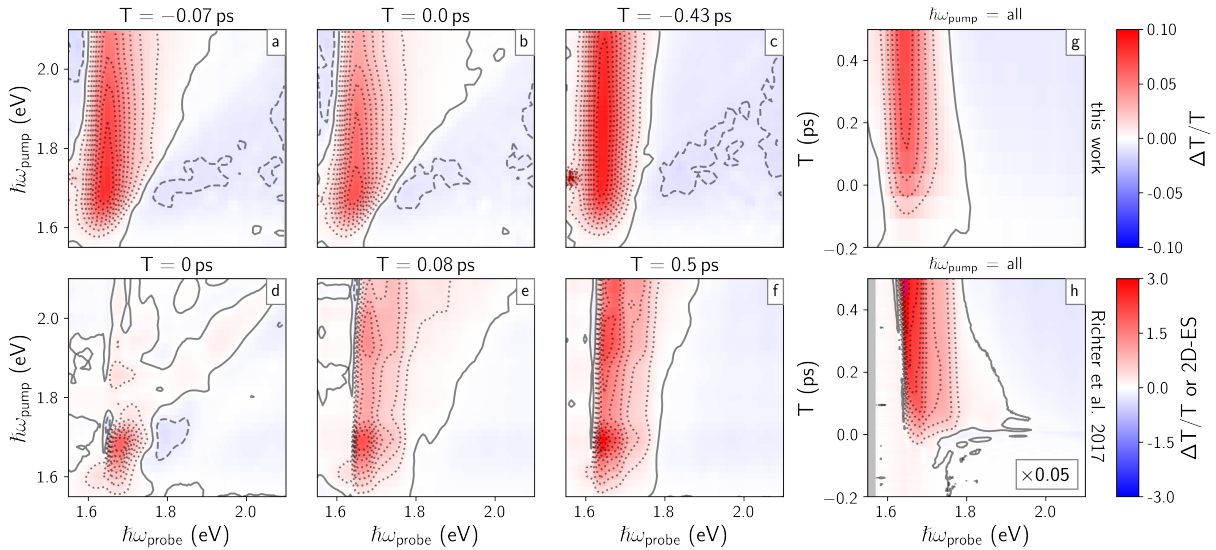 T = −0.07 ps
T = 0.0 ps
T = −0.43 ps
ħω_pump = all
a
b
c
g
ħω_pump (eV)
2.0
1.8
1.6
T (ps)
0.4
0.2
0.0
−0.2
this work
0.10
0.05
0.00
-0.05
-0.10
ΔT/T
T = 0 ps
T = 0.08 ps
T = 0.5 ps
ħω_pump = all
d
e
f
h
ħω_pump (eV)
2.0
1.8
1.6
T (ps)
0.4
0.2
0.0
−0.2
×0.05
Richter et al. 2017
3.0
1.5
0.0
-1.5
-3.0
ΔT/T or 2D-ES
1.6 1.8 2.0
1.6 1.8 2.0
1.6 1.8 2.0
1.6 1.8 2.0
ħω_probe (eV)
ħω_probe (eV)
ħω_probe (eV)
ħω_probe (eV)